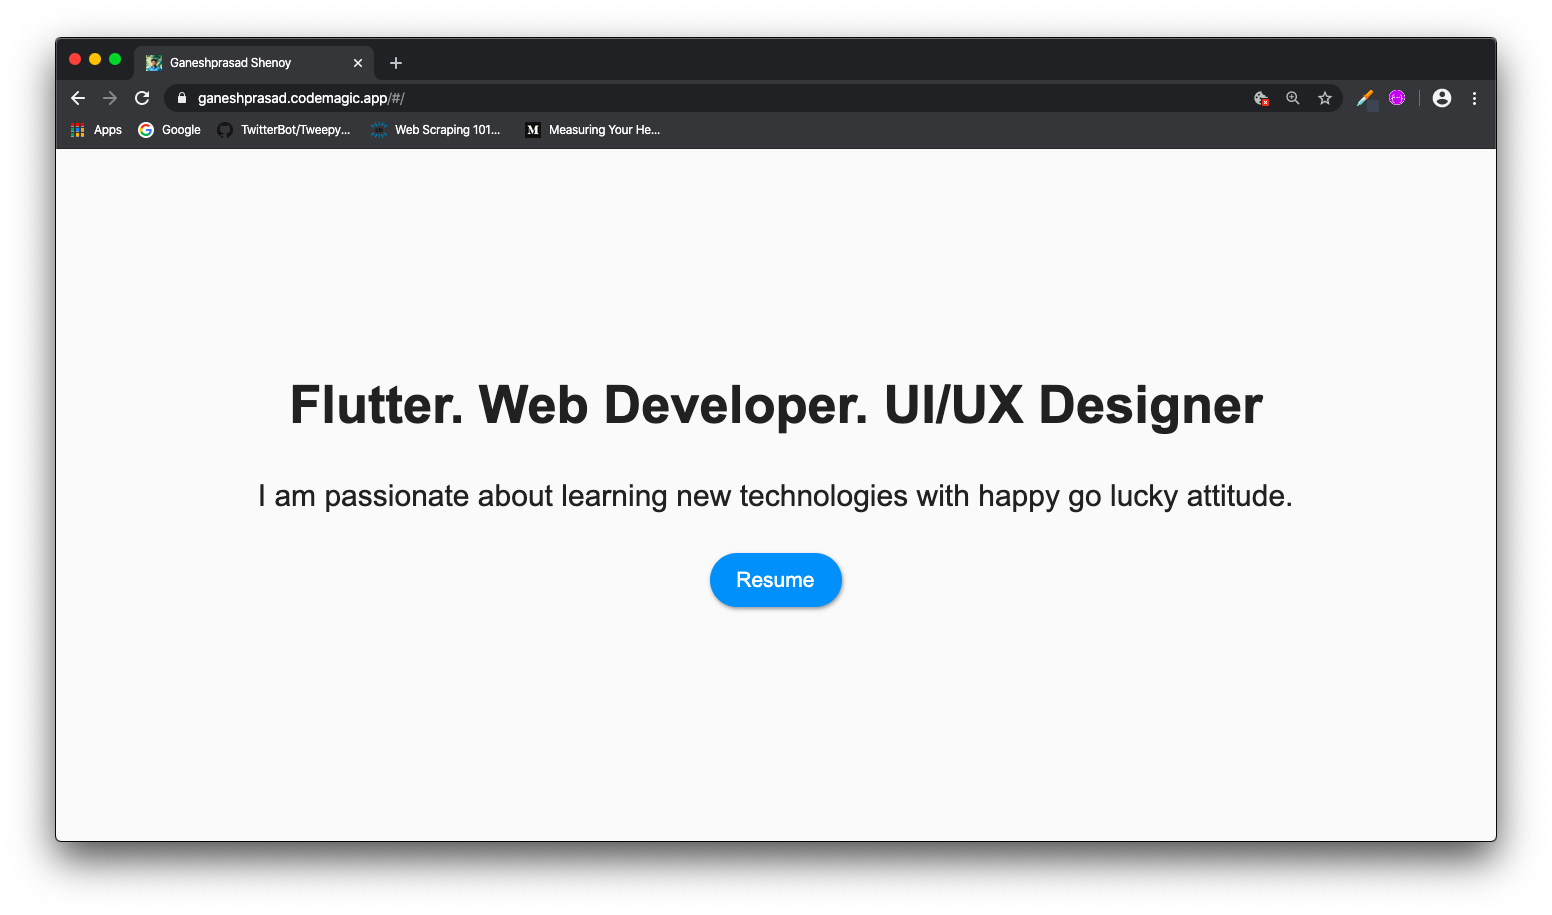 Ganeshprasad Shenoy
ganeshprasad.codemagic.app/#/
Apps Google TwitterBot/Tweepy... Web Scraping 101... M Measuring Your He...
Flutter. Web Developer. UI/UX Designer
I am passionate about learning new technologies with happy go lucky attitude.
Resume